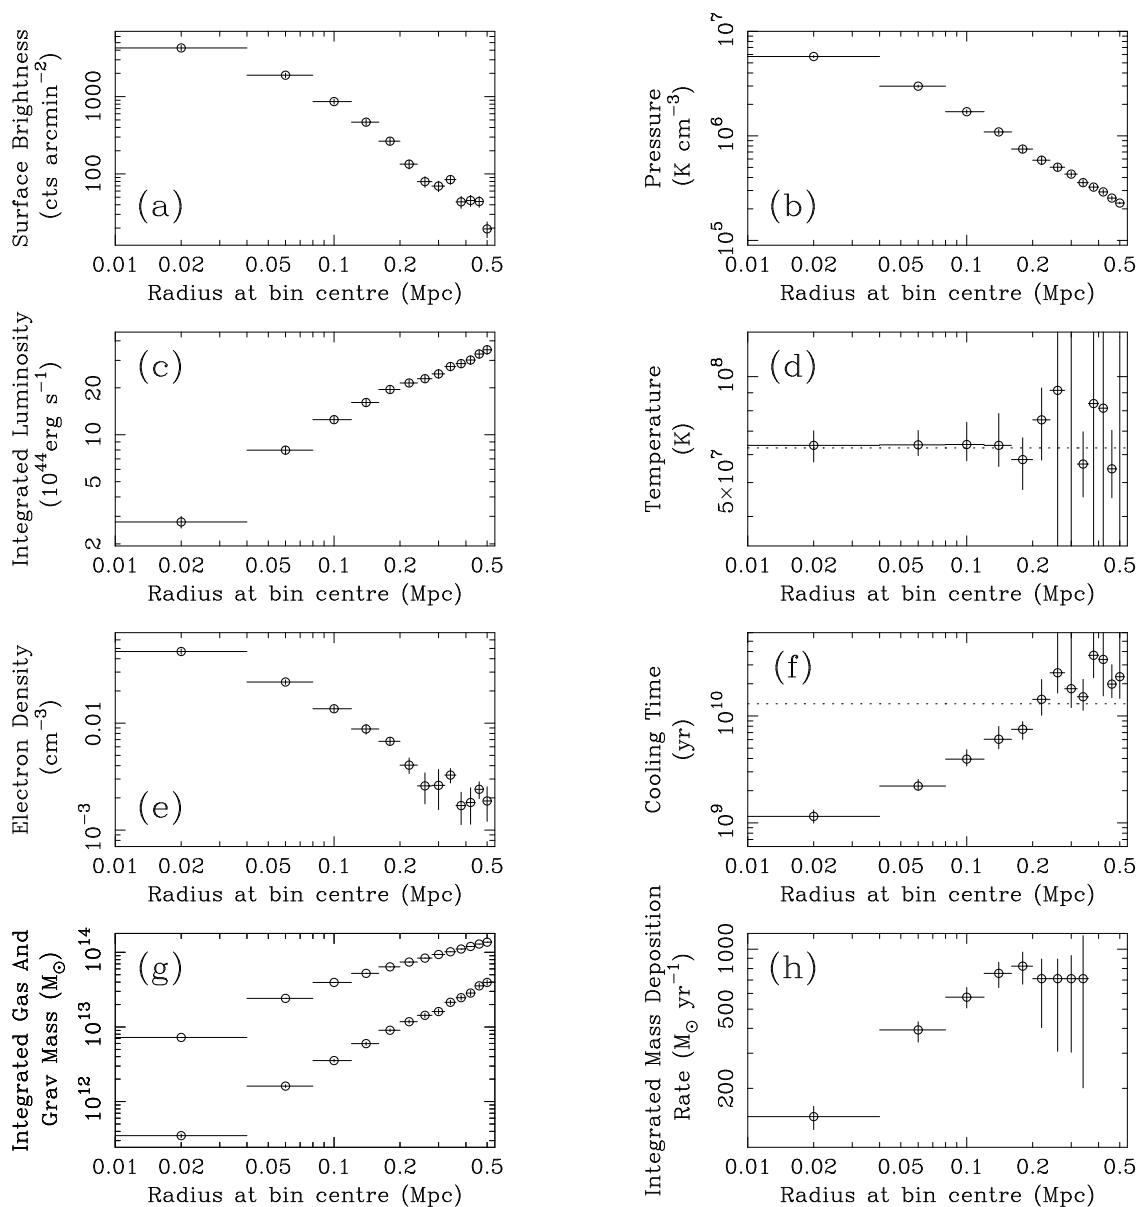 Surface Brightness
(cts arcmin⁻²)
1000
100
(a)
0.01 0.02 0.05 0.1 0.2 0.5
Radius at bin centre (Mpc)
Pressure
(K cm⁻³)
10⁷
10⁶
10⁵
(b)
0.01 0.02 0.05 0.1 0.2 0.5
Radius at bin centre (Mpc)
Integrated Luminosity
(10⁴⁴erg s⁻¹)
20
10
5
2
(c)
0.01 0.02 0.05 0.1 0.2 0.5
Radius at bin centre (Mpc)
Temperature
(K)
10⁸
5×10⁷
(d)
0.01 0.02 0.05 0.1 0.2 0.5
Radius at bin centre (Mpc)
Electron Density
(cm⁻³)
0.01
10⁻³
(e)
0.01 0.02 0.05 0.1 0.2 0.5
Radius at bin centre (Mpc)
Cooling Time
(yr)
10¹⁰
10⁹
(f)
0.01 0.02 0.05 0.1 0.2 0.5
Radius at bin centre (Mpc)
Integrated Gas And
Grav Mass (M⊙)
10¹⁴
10¹³
10¹²
(g)
0.01 0.02 0.05 0.1 0.2 0.5
Radius at bin centre (Mpc)
Integrated Mass Deposition
Rate (M⊙ yr⁻¹)
1000
500
200
(h)
0.01 0.02 0.05 0.1 0.2 0.5
Radius at bin centre (Mpc)